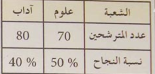 الشعبة علوم آداب
عدد المترشحين 70 80
نسبة النجاح 50 % 40 %